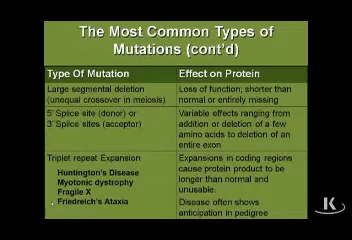 The Most Common Types of
Mutations (cont'd)
Type Of Mutation
Effect on Protein
Large segmental deletion
(unequal crossover in meiosis)
Loss of function; shorter than
normal or entirely missing
5' Splice site (donor) or
3' Splice sites (acceptor)
Variable effects ranging from
addition or deletion of a few
amino acids to deletion of an
entire exon
Triplet repeat Expansion
Huntington's Disease
Myotonic dystrophy
Fragile X
Friedreich's Ataxia
Expansions in coding regions
cause protein product to be
longer than normal and
unusable.
Disease often shows
anticipation in pedigree
K